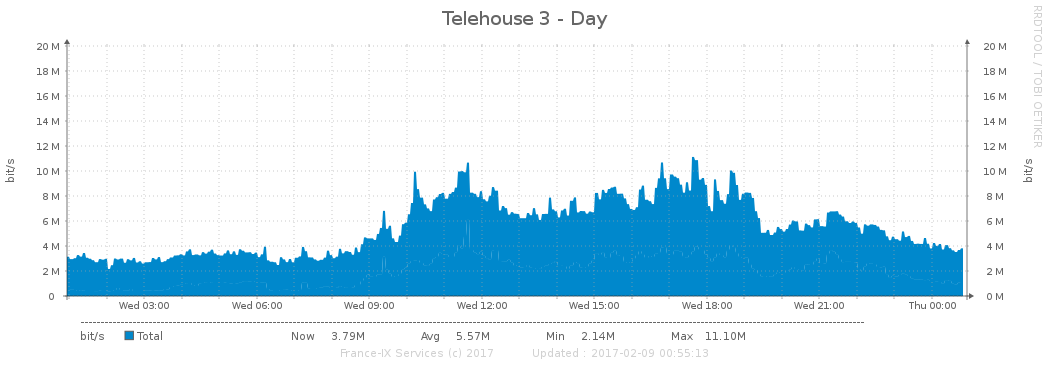 Telehouse 3 - Day
RRDTOOL / TOBI OETIKER
20 M 20 M
18 M 18 M
16 M 16 M
14 M 14 M
12 M 12 M
10 M 10 M
8 M 8 M
6 M 6 M
4 M 4 M
2 M 2 M
0 0 M
bit/s bit/s
Wed 03:00 Wed 06:00 Wed 09:00 Wed 12:00 Wed 15:00 Wed 18:00 Wed 21:00 Thu 00:00
bit/s Total Now 3.79M Avg 5.57M Min 2.14M Max 11.10M
France-IX Services (c) 2017 Updated : 2017-02-09 00:55:13